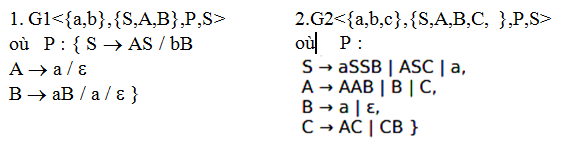 1. G1<{a,b},{S,A,B},P,S>
où P : { S → AS / bB
A → a / ε
B → aB / a / ε }
2.G2<{a,b,c},{S,A,B,C, },P,S>
où P :
S → aSSB | ASC | a,
A → AAB | B | C,
B → a | ε,
C → AC | CB }